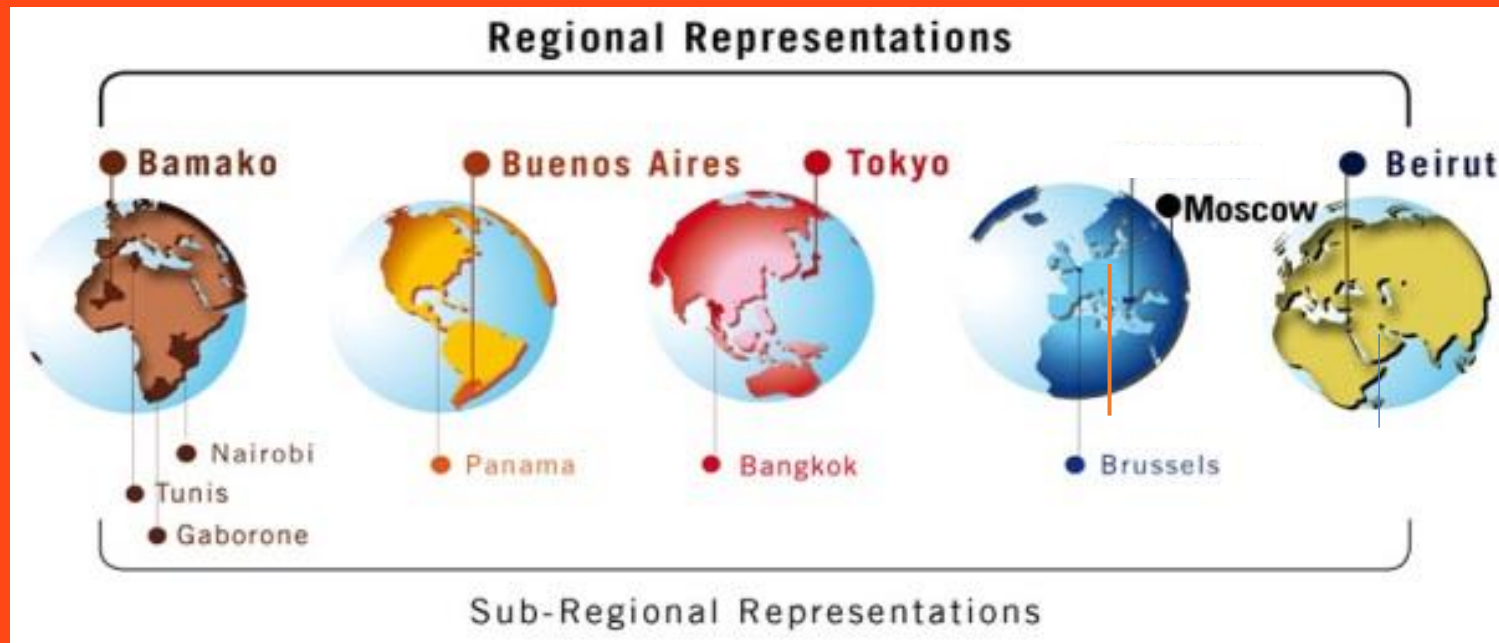 Regional Representations
Bamako
Buenos Aires
Tokyo
Beirut
Moscow
Nairobi
Panama
Bangkok
Brussels
Tunis
Gaborone
Sub-Regional Representations